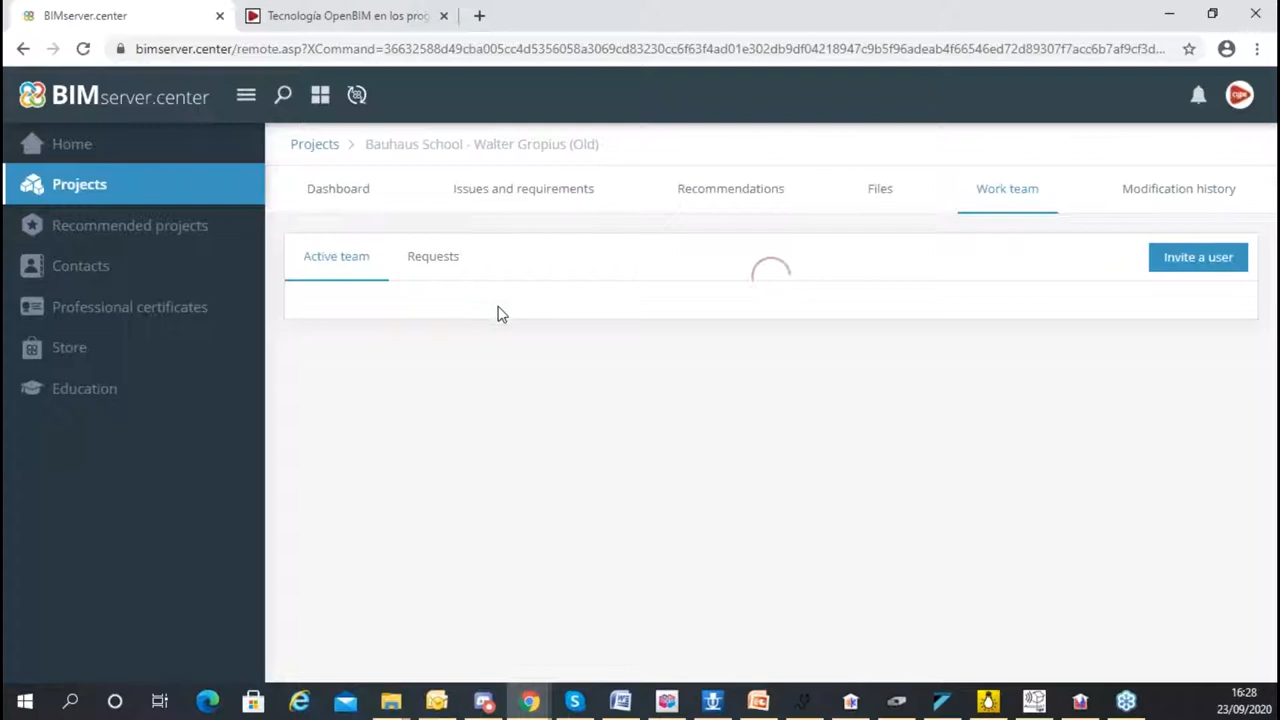 BIMserver.center
Tecnología OpenBIM en los prog
bimserver.center/remote.asp?XCommand=36632588d49cba005cc4d5356058a3069cd83230cc6f63f4ad01e302db9df04218947c9b5f96adeab4f66546ed72d89307f7acc6b7af9cf3d...
BIMserver.center
Home
Projects
Recommended projects
Contacts
Professional certificates
Store
Education
Projects > Bauhaus School - Walter Gropius (Old)
Dashboard Issues and requirements Recommendations Files Work team Modification history
Active team Requests Invite a user
16:28
23/09/2020